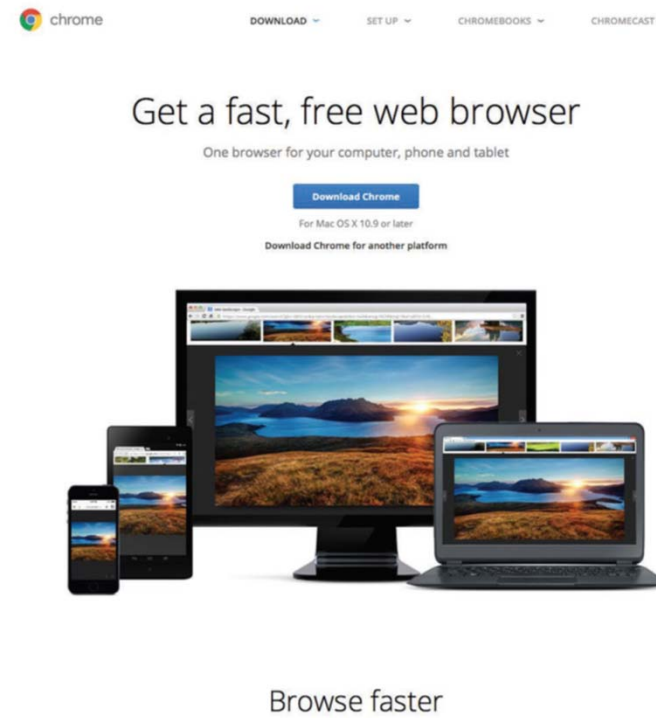 chrome
DOWNLOAD
SET UP
CHROMEBOOKS
CHROMECAST
Get a fast, free web browser
One browser for your computer, phone and tablet
Download Chrome
For Mac OS X 10.9 or later
Download Chrome for another platform
Browse faster